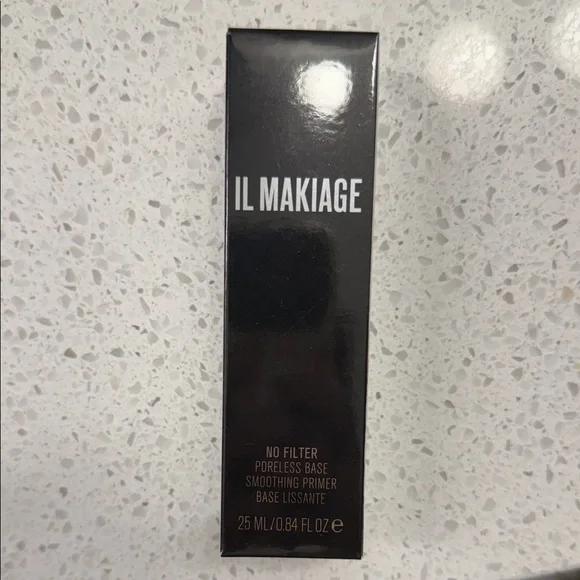 IL MAKIAGE
NO FILTER
PORELESS BASE
SMOOTHING PRIMER
BASE LISSANTE
25 ML/0.84 FL OZ℮